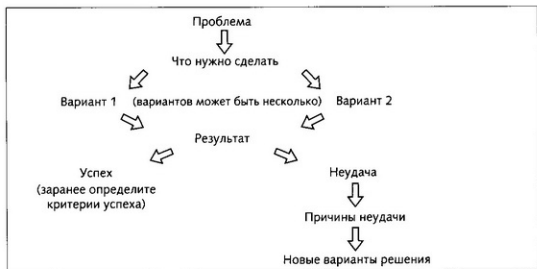 Проблема
Что нужно сделать
Вариант 1 (вариантов может быть несколько) Вариант 2
Результат
Успех
(заранее определите
критерии успеха)
Неудача
Причины неудачи
Новые варианты решения